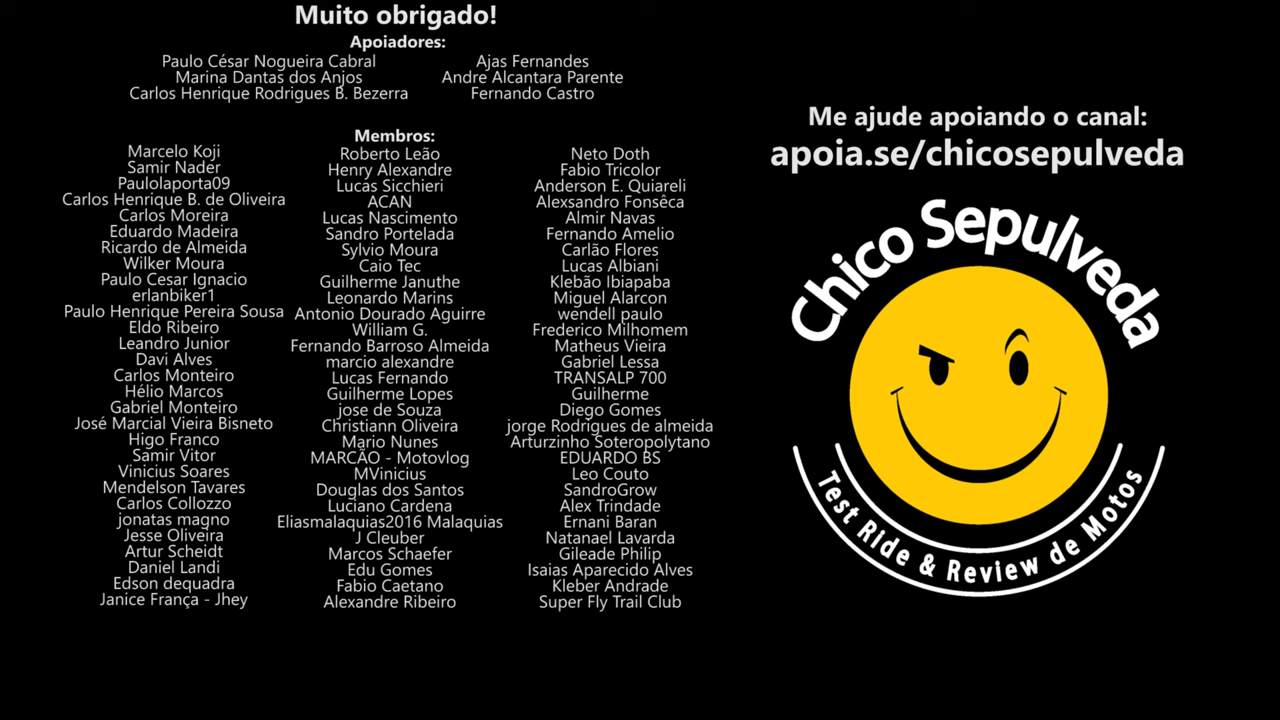 Muito obrigado!
Apoiadores:
Paulo César Nogueira Cabral
Marina Dantas dos Anjos
Carlos Henrique Rodrigues B. Bezerra
Ajas Fernandes
Andre Alcantara Parente
Fernando Castro
Membros:
Marcelo Koji
Samir Nader
Paulolaporta09
Carlos Henrique B. de Oliveira
Carlos Moreira
Eduardo Madeira
Ricardo de Almeida
Wilker Moura
Paulo Cesar Ignacio
erlanbiker1
Paulo Henrique Pereira Sousa
Eldo Ribeiro
Leandro Junior
Davi Alves
Carlos Monteiro
Hélio Marcos
Gabriel Monteiro
José Marcial Vieira Bisneto
Higo Franco
Samir Vitor
Vinicius Soares
Mendelson Tavares
Carlos Collozzo
jonatas magno
Jesse Oliveira
Artur Scheidt
Daniel Landi
Edson dequadra
Janice França - Jhey
Roberto Leão
Henry Alexandre
Lucas Sicchieri
ACAN
Lucas Nascimento
Sandro Portelada
Sylvio Moura
Caio Tec
Guilherme Januthe
Leonardo Marins
Antonio Dourado Aguirre
William G.
Fernando Barroso Almeida
marcio alexandre
Lucas Fernando
Guilherme Lopes
jose de Souza
Christiann Oliveira
Mario Nunes
MARCÃO - Motovlog
MVinicius
Douglas dos Santos
Luciano Cardena
Eliasmalaquias2016 Malaquias
J Cleuber
Marcos Schaefer
Edu Gomes
Fabio Caetano
Alexandre Ribeiro
Neto Doth
Fabio Tricolor
Anderson E. Quiareli
Alexsandro Fonsêca
Almir Navas
Fernando Amelio
Carlão Flores
Lucas Albiani
Klebão Ibiapaba
Miguel Alarcon
wendell paulo
Frederico Milhomem
Matheus Vieira
Gabriel Lessa
TRANSALP 700
Guilherme
Diego Gomes
jorge Rodrigues de almeida
Arturzinho Soteropolytano
EDUARDO BS
Leo Couto
SandroGrow
Alex Trindade
Ernani Baran
Natanael Lavarda
Gileade Philip
Isaias Aparecido Alves
Kleber Andrade
Super Fly Trail Club
Me ajude apoiando o canal:
apoia.se/chicosepulveda
Chico Sepulveda
Test Ride & Review de Motos